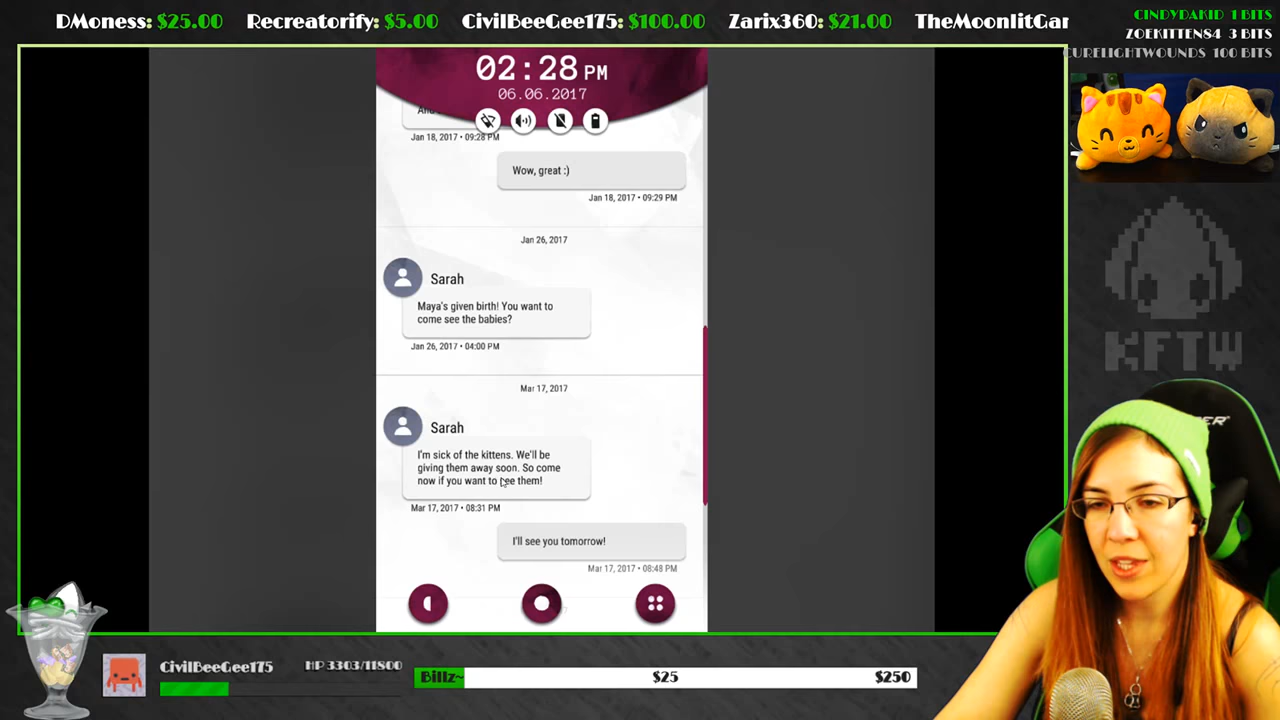 DMoness: $25.00 Recreatorify: $5.00 CivilBeeGee175: $100.00 Zarix360: $21.00 TheMoonlitGar
CINDYDAKID 1 BITS
ZOEKITTENS4 3 BITS
CURELIGHTWOUNDS 100 BITS
02:28 PM
06.06.2017
Jan 18, 2017 • 09:28 PM
Wow, great :)
Jan 18, 2017 • 09:29 PM
Jan 26, 2017
Sarah
Maya's given birth! You want to
come see the babies?
Jan 26, 2017 • 04:00 PM
Mar 17, 2017
Sarah
I'm sick of the kittens. We'll be
giving them away soon. So come
now if you want to see them!
Mar 17, 2017 • 08:31 PM
I'll see you tomorrow!
Mar 17, 2017 • 08:48 PM
KFTW
CivilBeeGee175 HP 3303/11800
Billz~ $25 $250